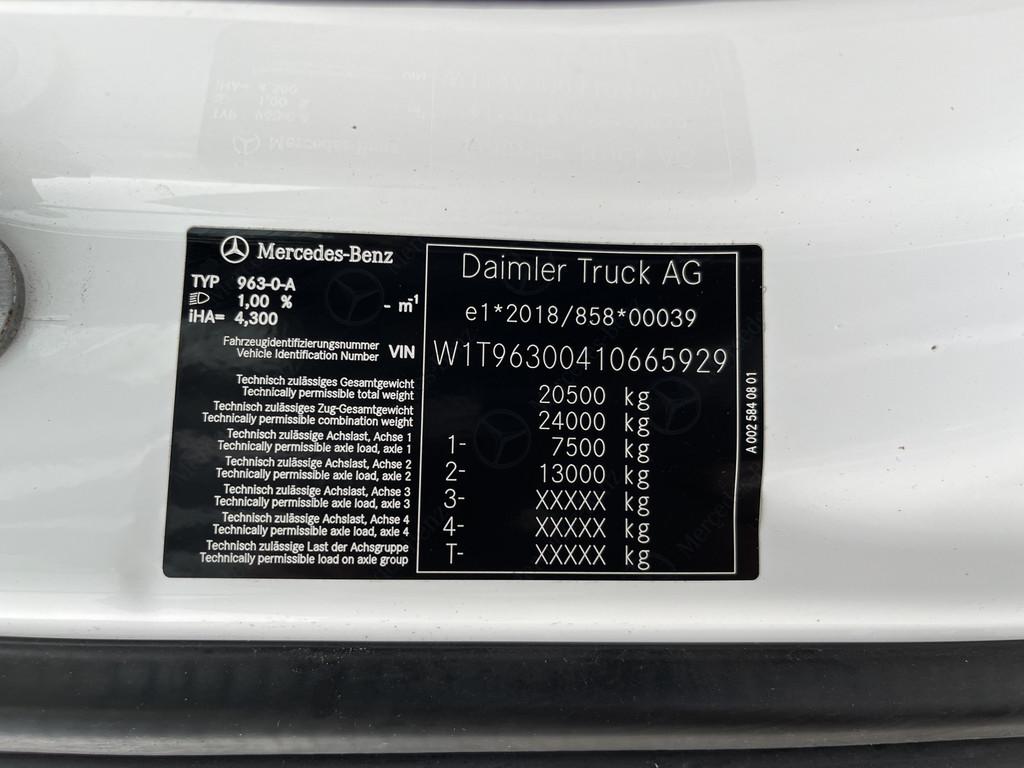 Mercedes-Benz
TYP 963-0-A
1,00 % - m⁻¹
iHA= 4,300
Fahrzeugidentifizierungsnummer
Vehicle Identification Number VIN
Daimler Truck AG
e1*2018/858*00039
W1T96300410665929
Technisch zulässiges Gesamtgewicht
Technically permissible total weight 20500 kg
Technisch zulässiges Zug-Gesamtgewicht
Technically permissible combination weight 24000 kg
Technisch zulässige Achslast, Achse 1
Technically permissible axle load, axle 1 1- 7500 kg
Technisch zulässige Achslast, Achse 2
Technically permissible axle load, axle 2 2- 13000 kg
Technisch zulässige Achslast, Achse 3
Technically permissible axle load, axle 3 3- XXXXX kg
Technisch zulässige Achslast, Achse 4
Technically permissible axle load, axle 4 4- XXXXX kg
Technisch zulässige Last der Achsgruppe
Technically permissible load on axle group T- XXXXX kg
A 002 584 08 01